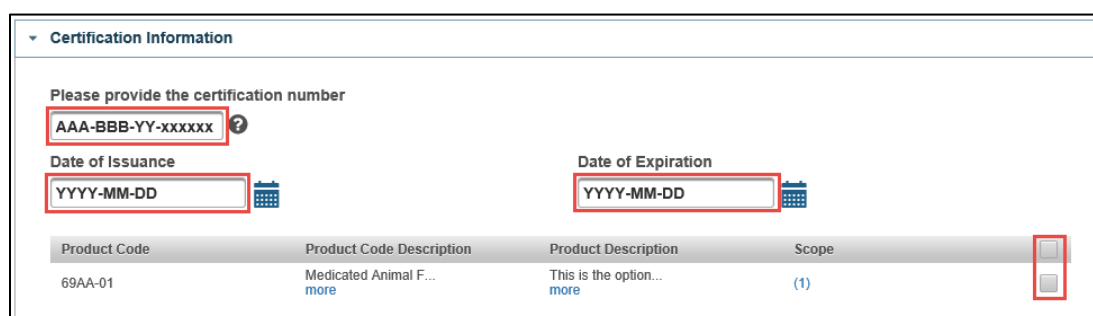 Certification Information
Please provide the certification number
AAA-BBB-YY-xxxxxx ?
Date of Issuance Date of Expiration
YYYY-MM-DD YYYY-MM-DD
Product Code Product Code Description Product Description Scope
69AA-01 Medicated Animal F... This is the option... (1)
more more